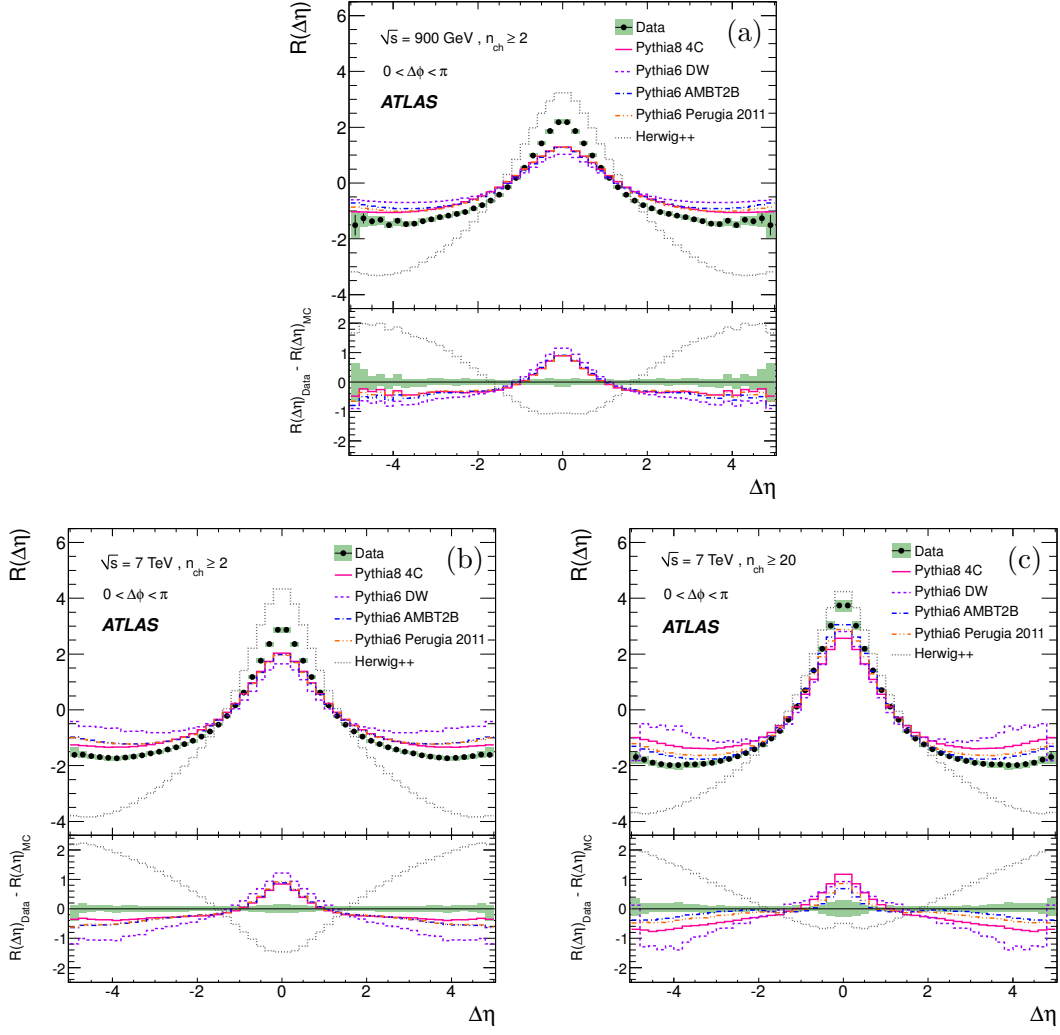 R(Δη)
6
4
2
0
-2
-4
√s = 900 GeV , n_ch ≥ 2
0 < Δϕ < π
ATLAS
(a)
Data
Pythia8 4C
Pythia6 DW
Pythia6 AMBT2B
Pythia6 Perugia 2011
Herwig++
R(Δη)_Data - R(Δη)_MC
2
1
0
-1
-2
-4 -2 0 2 4
Δη
R(Δη)
6
4
2
0
-2
-4
√s = 7 TeV , n_ch ≥ 2
0 < Δϕ < π
ATLAS
(b)
Data
Pythia8 4C
Pythia6 DW
Pythia6 AMBT2B
Pythia6 Perugia 2011
Herwig++
R(Δη)_Data - R(Δη)_MC
2
1
0
-1
-2
-4 -2 0 2 4
Δη
R(Δη)
6
4
2
0
-2
-4
√s = 7 TeV , n_ch ≥ 20
0 < Δϕ < π
ATLAS
(c)
Data
Pythia8 4C
Pythia6 DW
Pythia6 AMBT2B
Pythia6 Perugia 2011
Herwig++
R(Δη)_Data - R(Δη)_MC
2
1
0
-1
-2
-4 -2 0 2 4
Δη